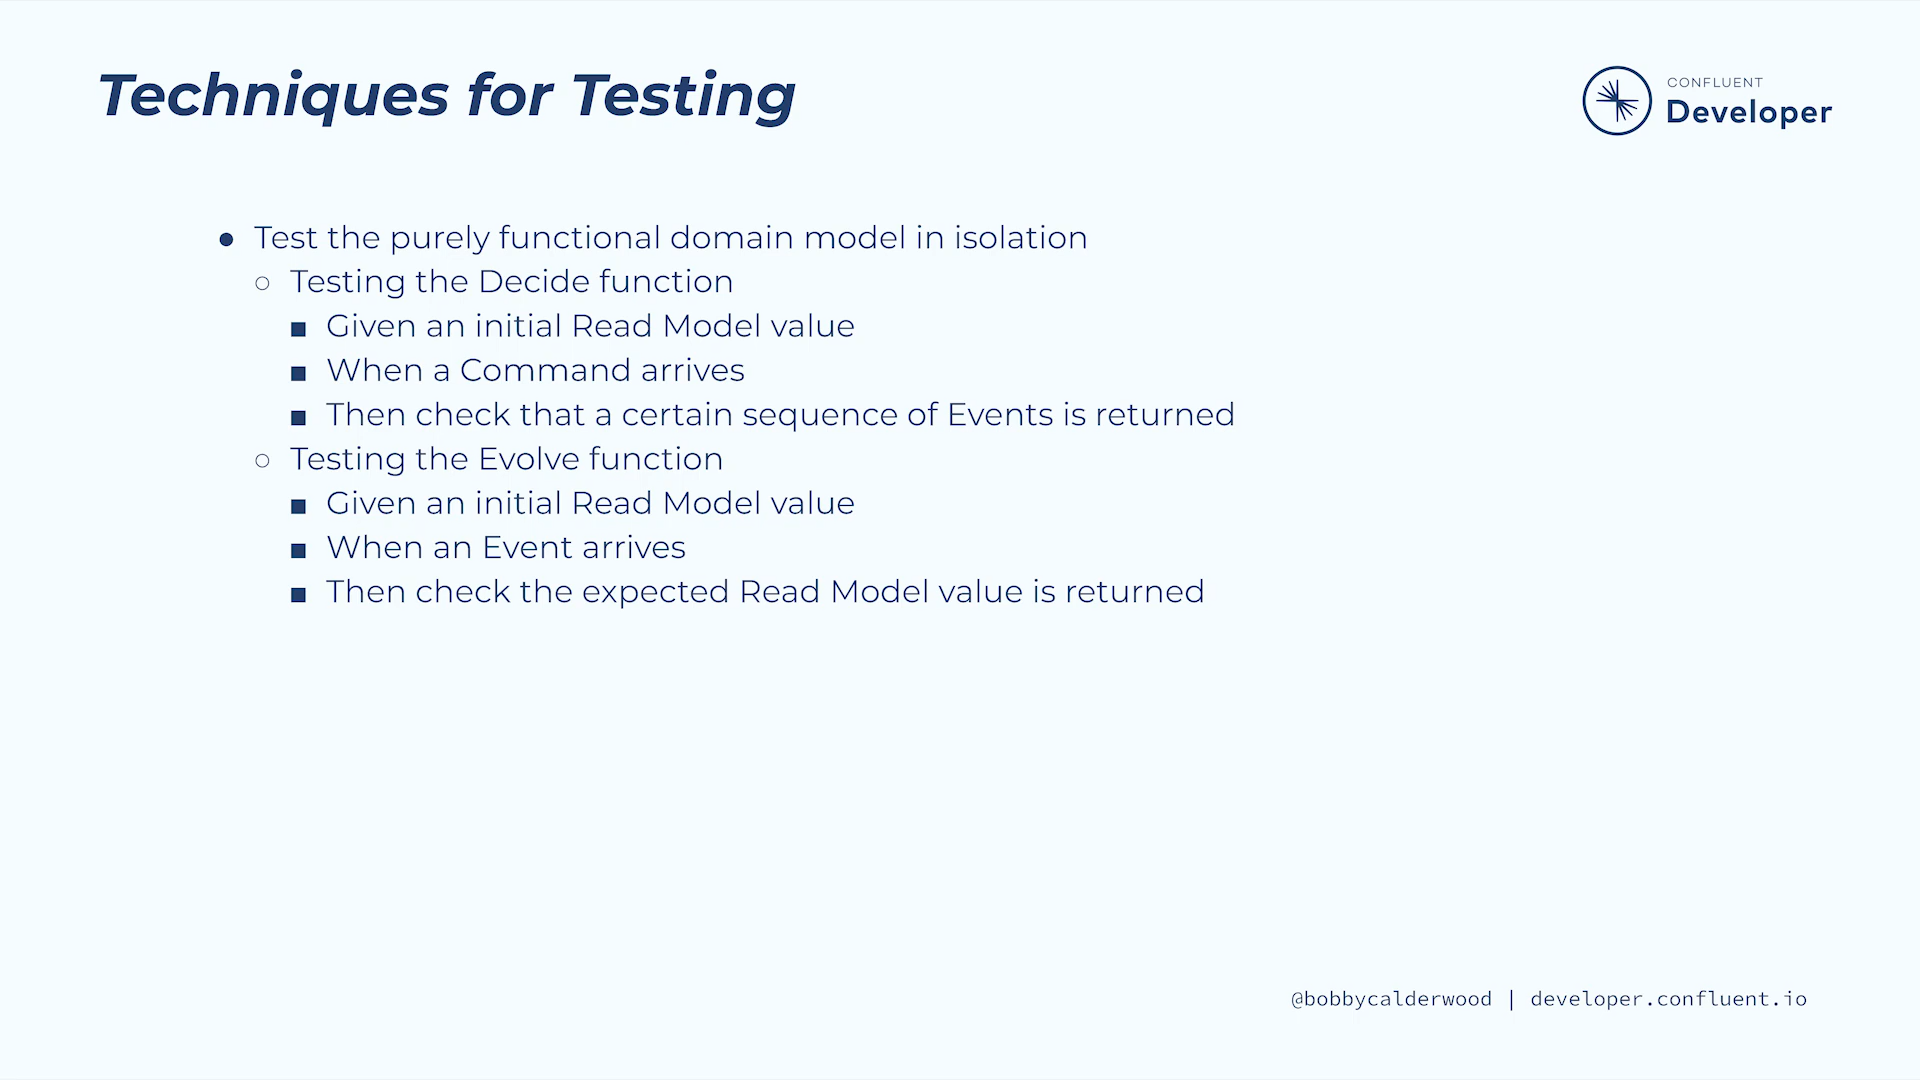 Techniques for Testing
CONFLUENT
Developer
● Test the purely functional domain model in isolation
○ Testing the Decide function
■ Given an initial Read Model value
■ When a Command arrives
■ Then check that a certain sequence of Events is returned
○ Testing the Evolve function
■ Given an initial Read Model value
■ When an Event arrives
■ Then check the expected Read Model value is returned
@bobbycalderwood | developer.confluent.io